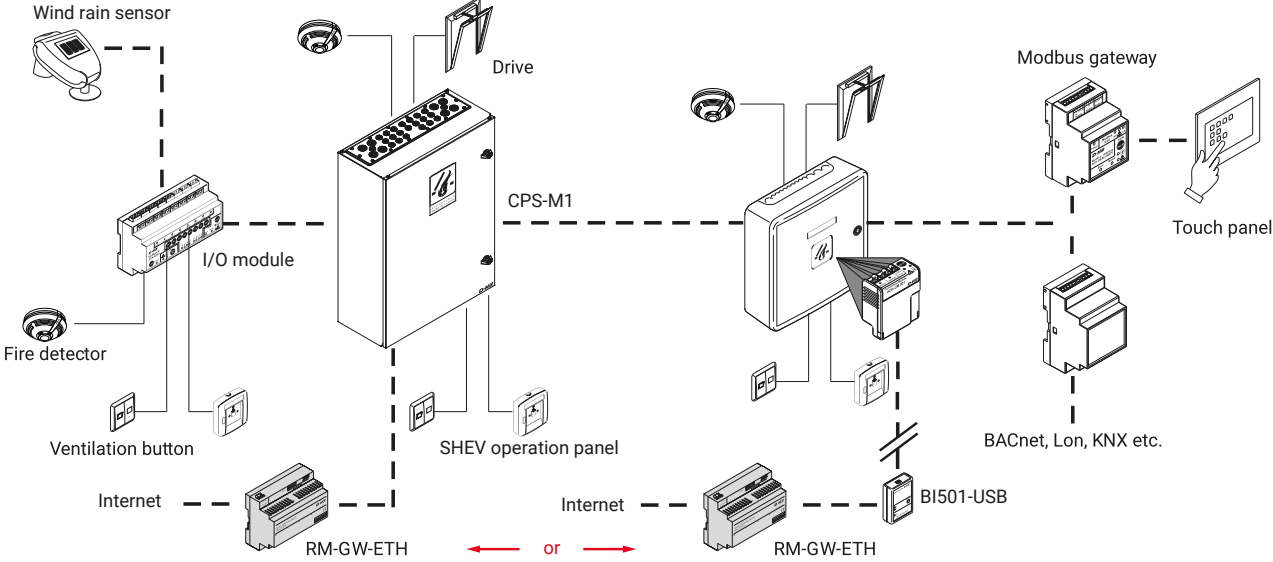 Wind rain sensor
Drive
Modbus gateway
CPS-M1
Touch panel
I/O module
Fire detector
Ventilation button
SHEV operation panel
BACnet, Lon, KNX etc.
Internet
Internet
BI501-USB
RM-GW-ETH
or
RM-GW-ETH